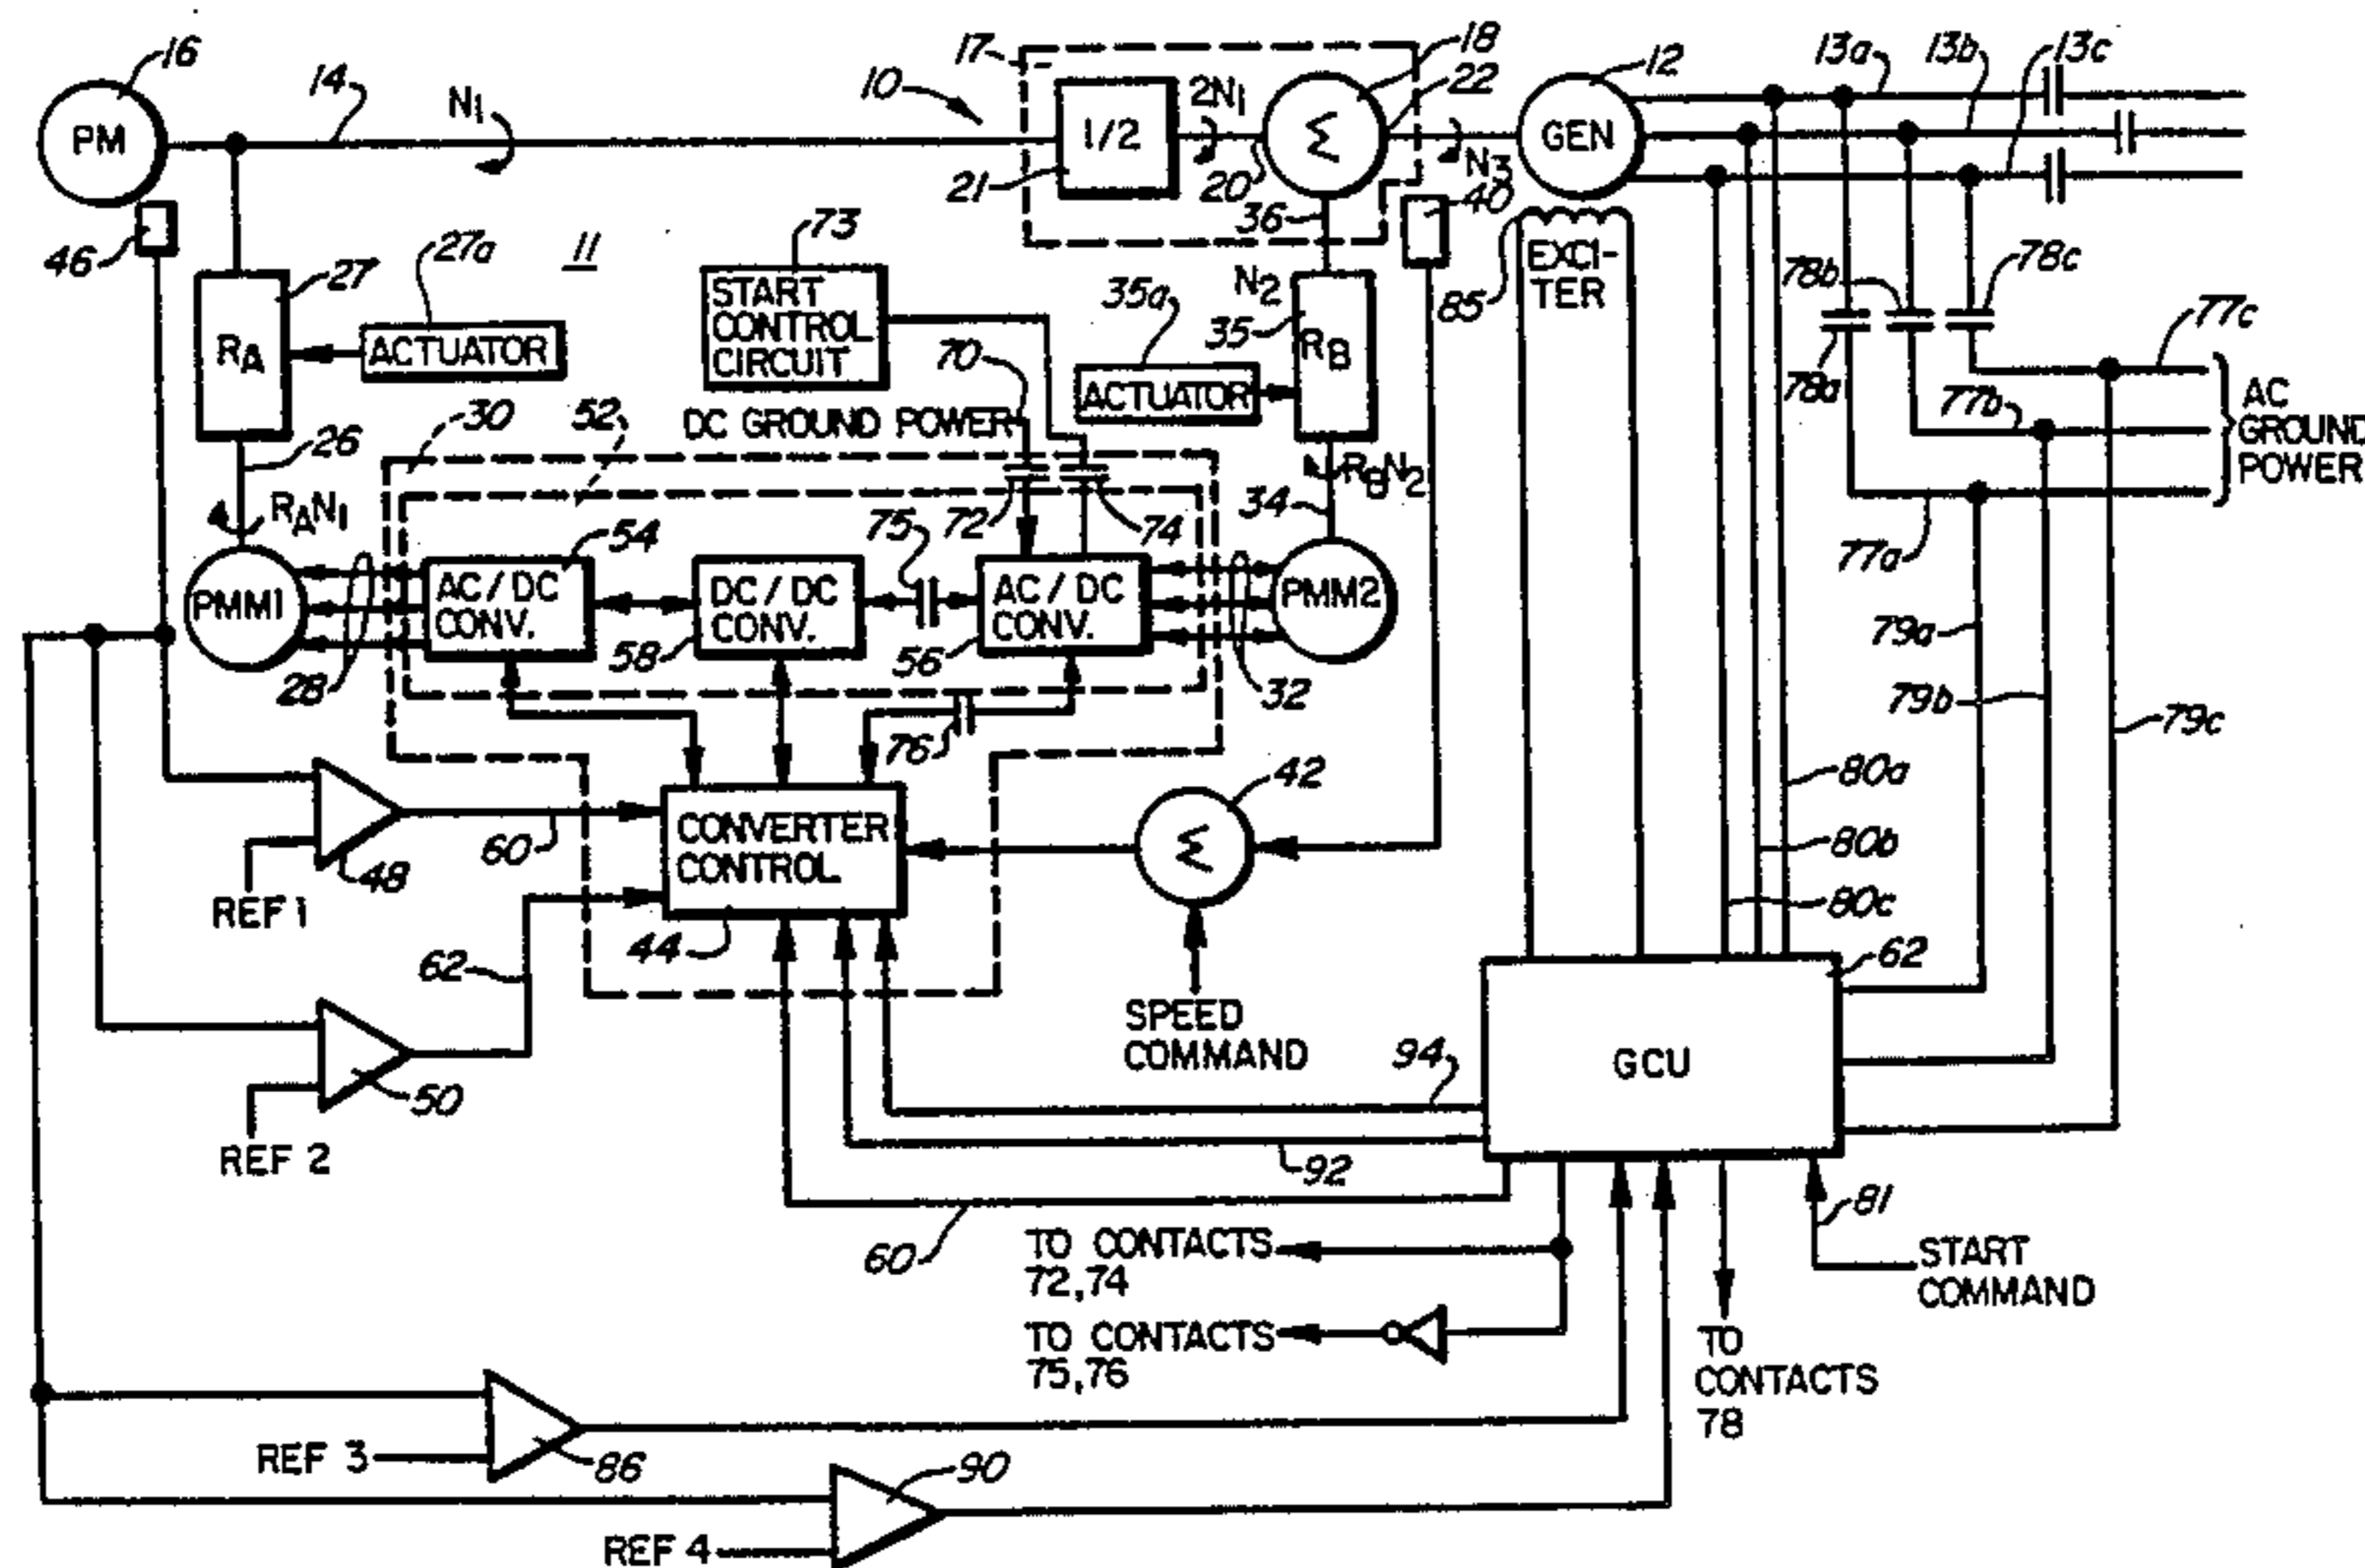 16
PM
14
N1
10
17
21
1/2
2N1
20
18
Σ
22
N3
36
40
12
GEN
13a
13b
13c
46
27
27a
11
RA
ACTUATOR
26
RAN1
73
START
CONTROL
CIRCUIT
70
DC GROUND POWER
30
52
72
74
35a
ACTUATOR
N2
35
RB
RBN2
34
85
EXCI-
TER
78b
78c
78a
77c
77b
77a
AC
GROUND
POWER
PMM1
28
54
AC/DC
CONV.
58
DC/DC
CONV.
75
56
AC/DC
CONV.
32
PMM2
76
79a
79b
79c
80a
80b
80c
60
48
REF 1
CONVERTER
CONTROL
44
42
Σ
SPEED
COMMAND
62
50
REF 2
62
GCU
94
92
60
TO CONTACTS
72,74
TO CONTACTS
75,76
TO
CONTACTS
78
81
START
COMMAND
REF 3
86
REF 4
90